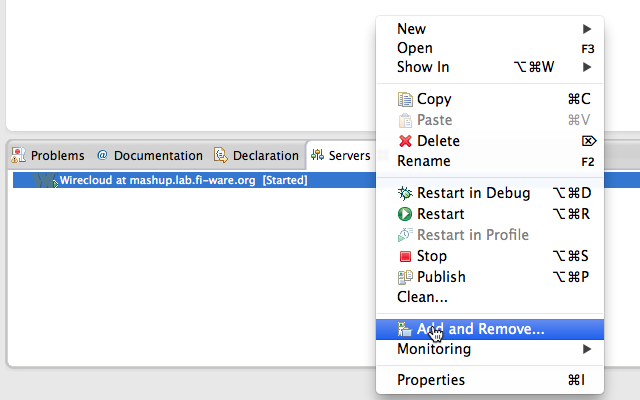 New
Open F3
Show In ⌥⌘W
Copy ⌘C
Paste ⌘V
Delete ⌦
Rename F2
Problems @ Documentation Declaration Servers
Wirecloud at mashup.lab.fi-ware.org [Started]
Restart in Debug ⌥⌘D
Restart ⌥⌘R
Restart in Profile
Stop ⌥⌘S
Publish ⌥⌘P
Clean...
Add and Remove...
Monitoring
Properties ⌘I